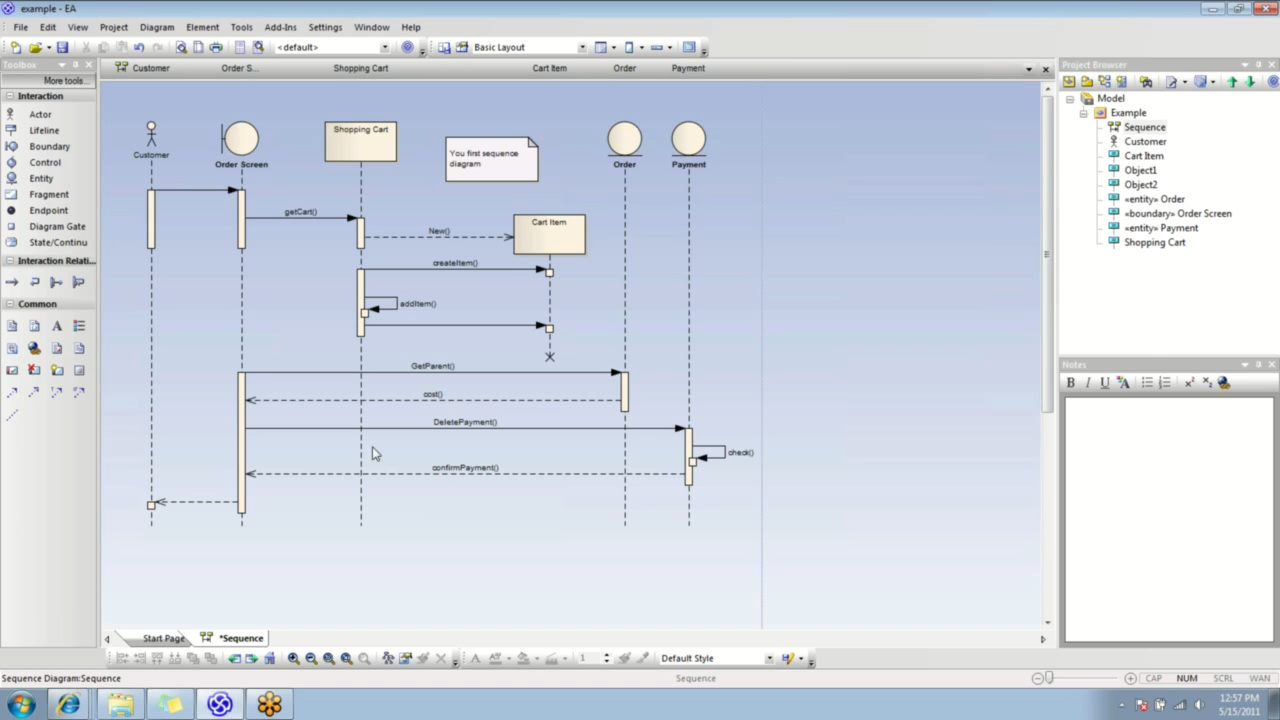 example - EA
File Edit View Project Diagram Element Tools Add-Ins Settings Window Help
<default> Basic Layout
Toolbox
More tools...
Interaction
Actor
Lifeline
Boundary
Control
Entity
Fragment
Endpoint
Diagram Gate
State/Continu
Interaction Relati...
Common
Customer Order S... Shopping Cart Cart Item Order Payment
Customer
Order Screen
Shopping Cart
You first sequence
diagram
Order
Payment
getCart()
New()
Cart Item
createItem()
addItem()
GetParent()
cost()
DeletePayment()
check()
confirmPayment()
Start Page *Sequence
1 Default Style
Project Browser
Model
Example
Sequence
Customer
Cart Item
Object1
Object2
«entity» Order
«boundary» Order Screen
«entity» Payment
Shopping Cart
Notes
B I U A
Sequence Diagram:Sequence Sequence CAP NUM SCRL WAN
12:57 PM
5/15/2011